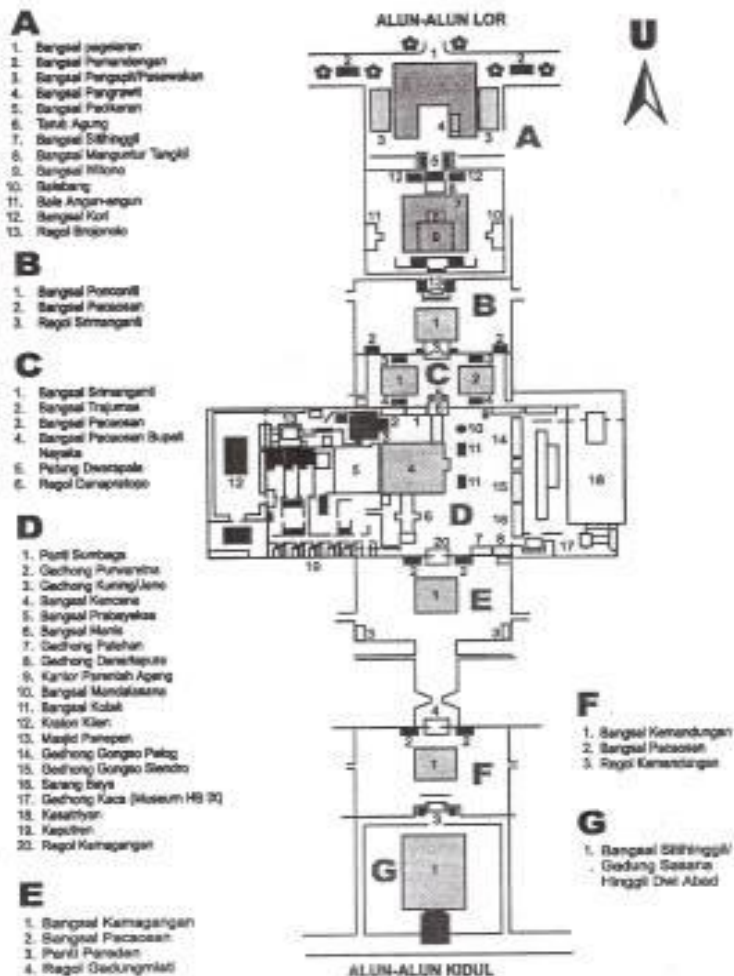 ALUN-ALUN LOR
U
A
1. Bangsal pagelaran
2. Bangsal Pemandengan
3. Bangsal Pengapit/Pasewakan
4. Bangsal Pangrawit
5. Bangsal Pacikeran
6. Tarub Agung
7. Bangsal Sitihinggil
8. Bangsal Manguntur Tangkil
9. Bangsal Witono
10. Balebang
11. Bale Angun-angun
12. Bangsal Kori
13. Regol Brojonolo
B
1. Bangsal Ponconiti
2. Bangsal Pacaosan
3. Regol Srimanganti
C
1. Bangsal Srimanganti
2. Bangsal Trajumas
3. Bangsal Pacaosan
4. Bangsal Pacaosan Bupati
Nayaka
5. Patung Dwarapala
6. Regol Danapratopo
D
1. Panti Sumbaga
2. Gedhong Purwaretna
3. Gedhong Kuning/Jene
4. Bangsal Kencana
5. Bangsal Prabayeksa
6. Bangsal Manis
7. Gedhong Patehan
8. Gedhong Danartapura
9. Kantor Parentah Ageng
10. Bangsal Mandalasana
11. Bangsal Kotak
12. Kraton Kilen
13. Masjid Panepen
14. Gedhong Gongso Pelog
15. Gedhong Gongso Slendro
16. Sarang Baya
17. Gedhong Kaca (Museum HB IX)
18. Kesatriyan
19. Keputren
20. Regol Kemagangan
E
1. Bangsal Kamagangan
2. Bangsal Pacaosan
3. Panti Pareden
4. Regol Gadungmlati
F
1. Bangsal Kemandungan
2. Bangsal Pacaosan
3. Regol Kemandungan
G
1. Bangsal Sitihinggil/
Gedung Sasana
Hinggil Dwi Abad
A
B
C
D
E
F
G
ALUN-ALUN KIDUL